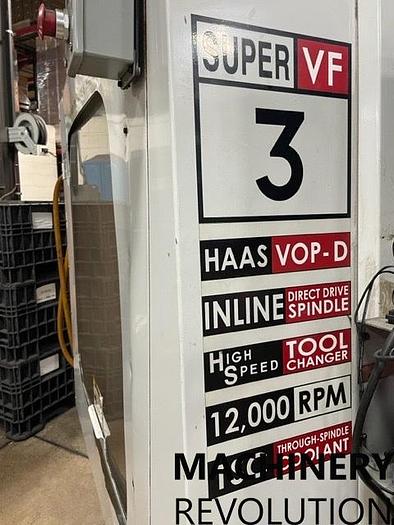 SUPER VF
3
HAAS VOP-D
INLINE DIRECT DRIVE SPINDLE
HIGH SPEED TOOL CHANGER
12,000 RPM
THROUGH-SPINDLE COOLANT
MACHINERY
REVOLUTION